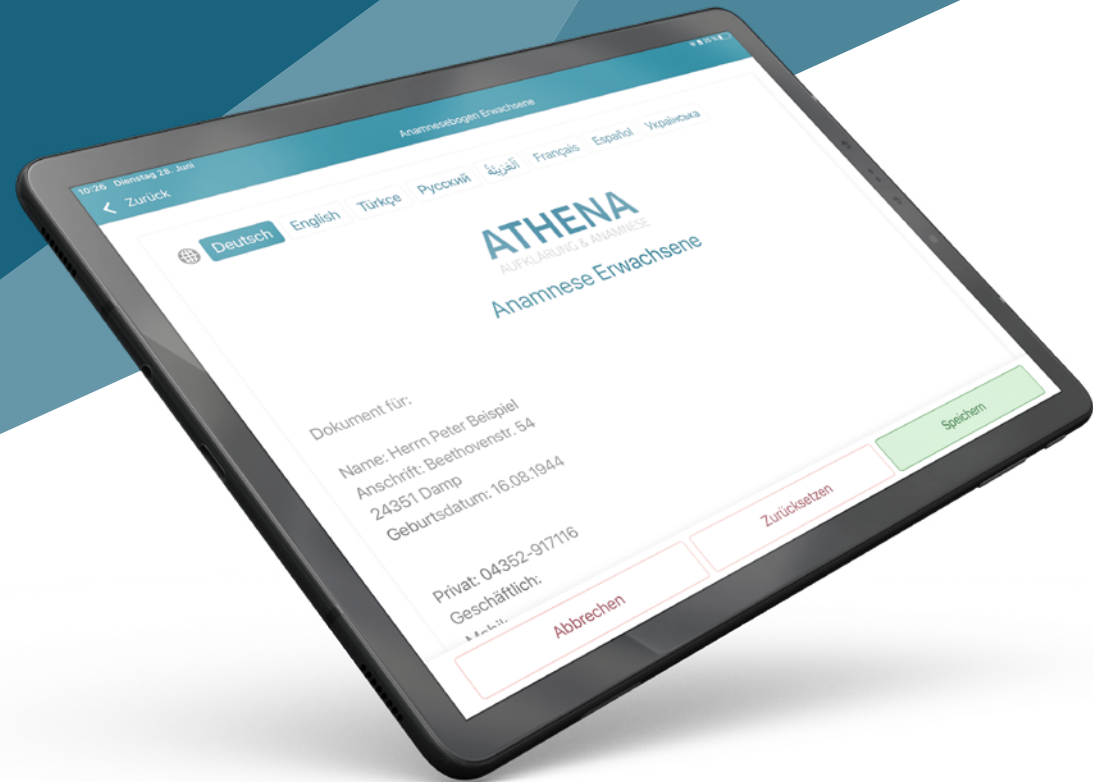 10:26 Dienstag 28. Juni
Zurück
Anamnesebogen Erwachsene
Deutsch English Türkçe Русский اَلْعَرَبِيَّةُ Français Español Українська
ATHENA
AUFKLÄRUNG & ANAMNESE
Anamnese Erwachsene
Dokument für:
Name: Herrn Peter Beispiel
Anschrift: Beethovenstr. 54
24351 Damp
Geburtsdatum: 16.08.1944
Privat: 04352-917116
Geschäftlich:
Mobil:
Abbrechen Zurücksetzen Speichern